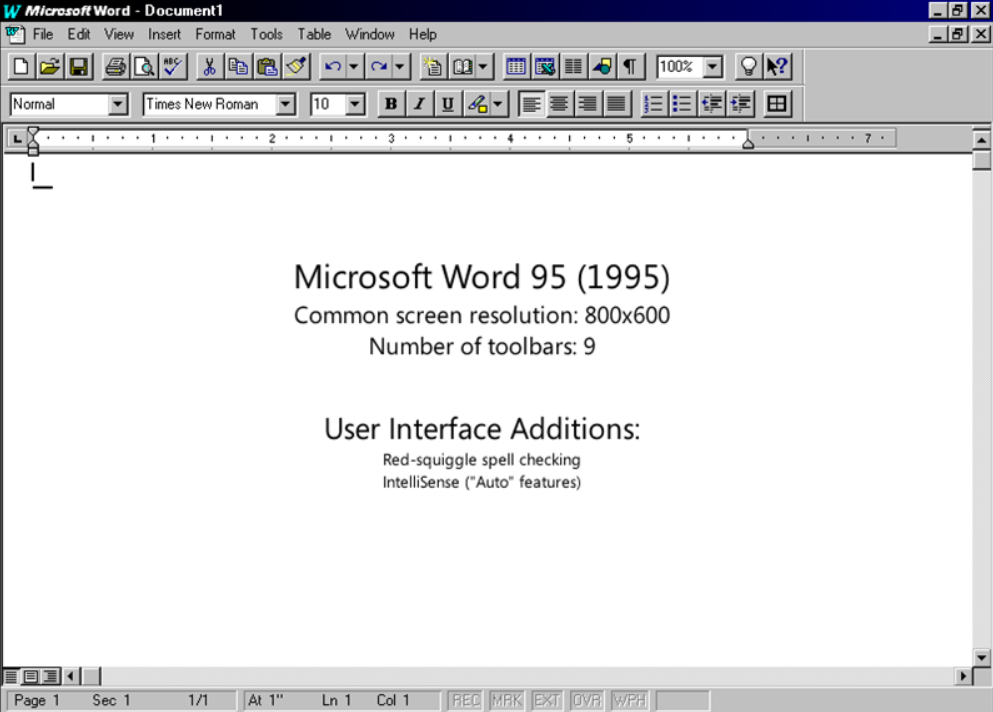 Microsoft Word - Document1
File Edit View Insert Format Tools Table Window Help
ABC 100% ?
Normal Times New Roman 10 B I U
1 2 3 4 5 7
Microsoft Word 95 (1995)
Common screen resolution: 800x600
Number of toolbars: 9
User Interface Additions:
Red-squiggle spell checking
IntelliSense ("Auto" features)
Page 1 Sec 1 1/1 At 1" Ln 1 Col 1 REC MRK EXT OVR WPH